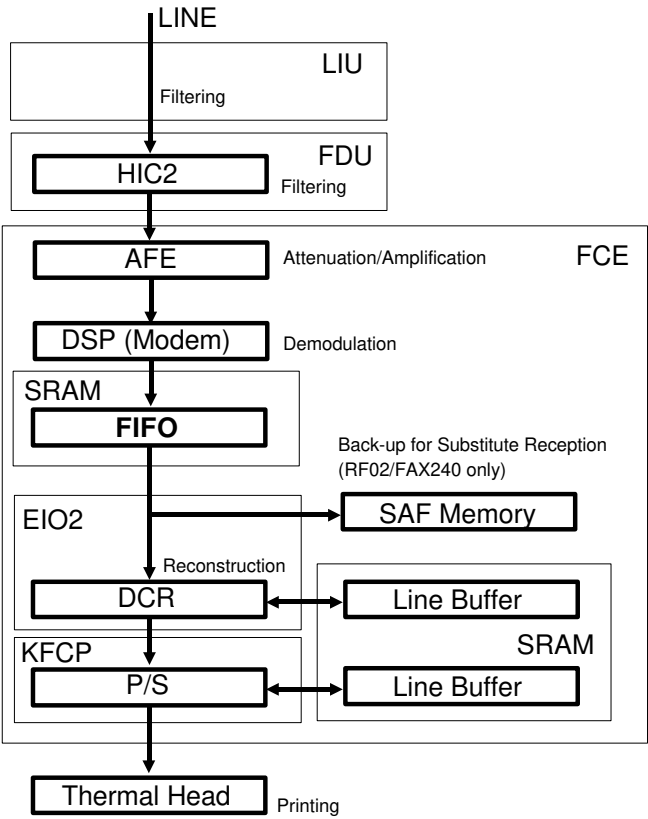 LINE
LIU
Filtering
FDU
HIC2
Filtering
FCE
AFE
Attenuation/Amplification
DSP (Modem)
Demodulation
SRAM
FIFO
Back-up for Substitute Reception
(RF02/FAX240 only)
SAF Memory
EIO2
Reconstruction
DCR
Line Buffer
SRAM
KFCP
P/S
Line Buffer
Thermal Head
Printing